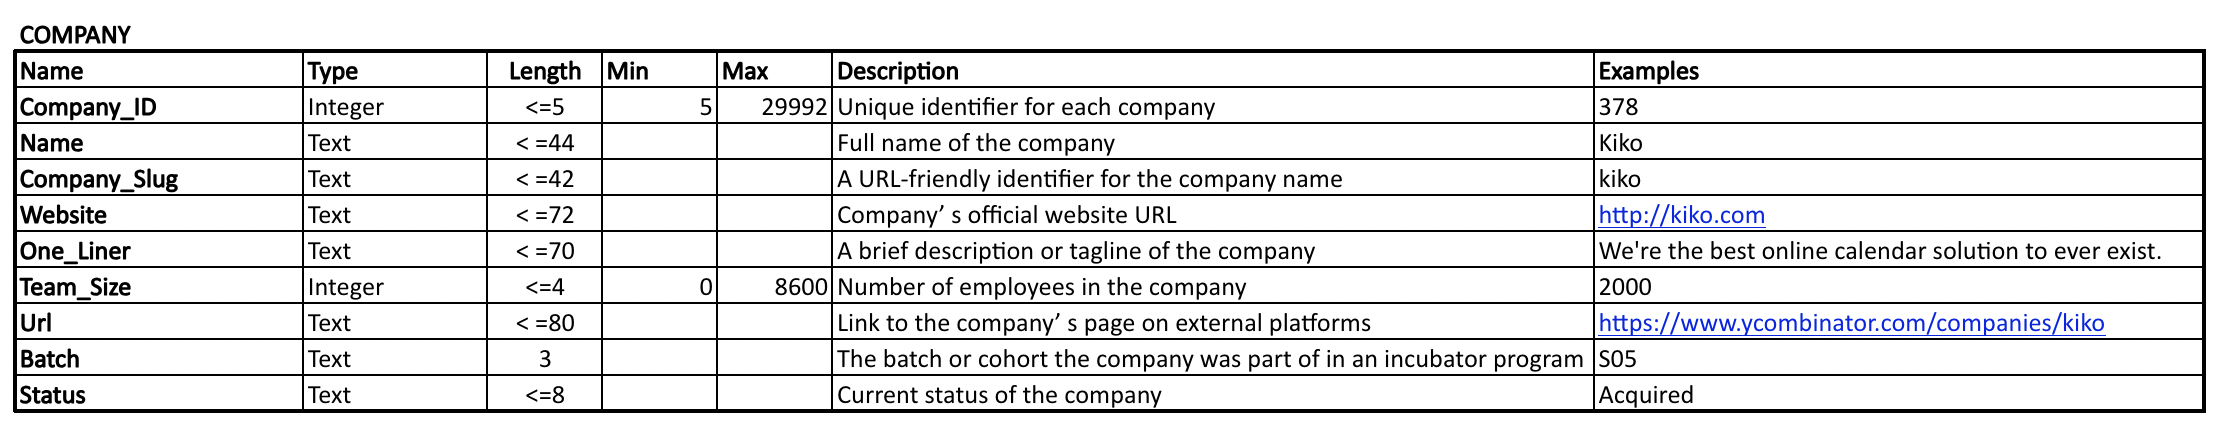 COMPANY
Name Type Length Min Max Description Examples
Company_ID Integer <=5 5 29992 Unique identifier for each company 378
Name Text < =44 Full name of the company Kiko
Company_Slug Text < =42 A URL-friendly identifier for the company name kiko
Website Text < =72 Company’ s official website URL http://kiko.com
One_Liner Text < =70 A brief description or tagline of the company We're the best online calendar solution to ever exist.
Team_Size Integer <=4 0 8600 Number of employees in the company 2000
Url Text < =80 Link to the company’ s page on external platforms https://www.ycombinator.com/companies/kiko
Batch Text 3 The batch or cohort the company was part of in an incubator program S05
Status Text <=8 Current status of the company Acquired